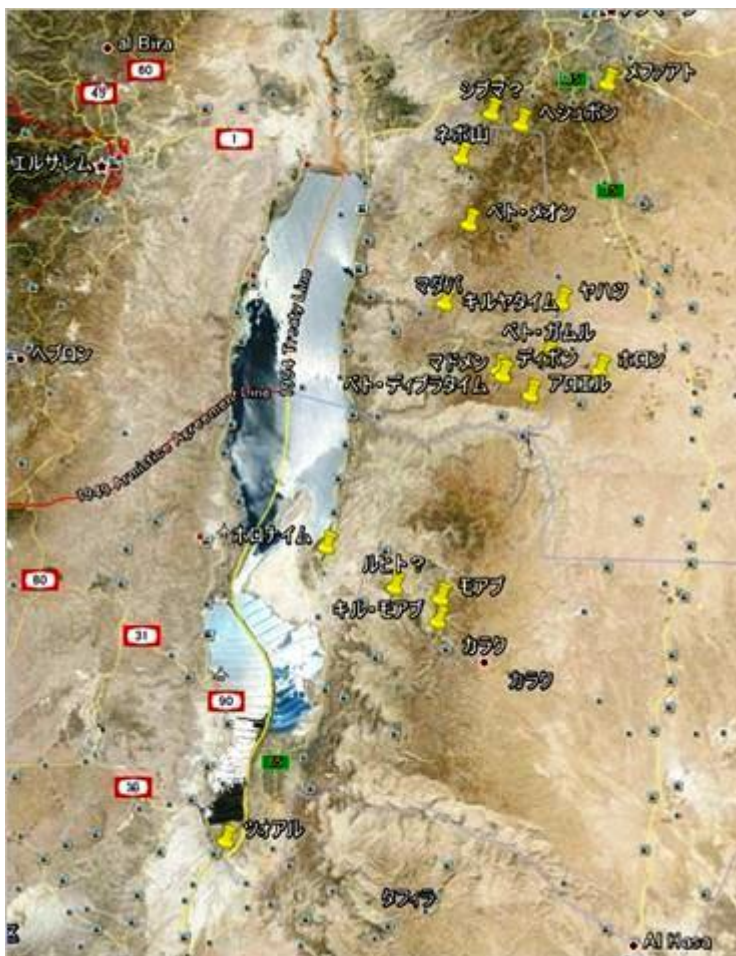 al Bira
60
49
メファアト
シブマ？
ヘシュボン
1
ネボ山
エルサレム
ベト・メオン
1994 Treaty Line
マダバ
キルヤタイム
ヤハツ
ベト・ガムル
ヘブロン
マドメン
ディボン
ホロン
ベト・ディブラタイム
アロエル
1949 Armistice Agreement Line
ホロナイム
ルヒト？
60
モアブ
キル・モアブ
31
カラク
カラク
90
ツオアル
タフィラ
Al Hasa